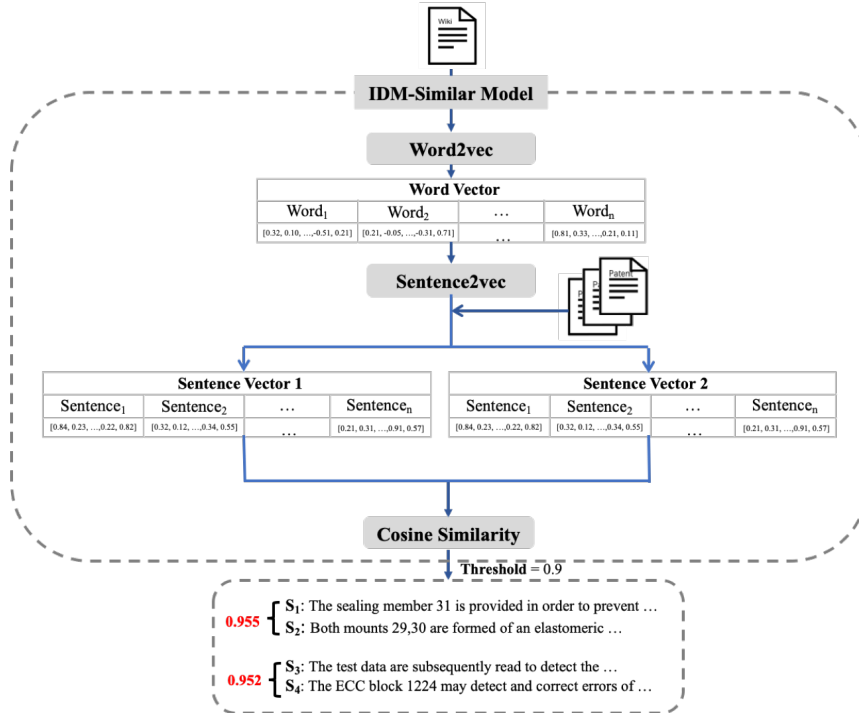 Wiki
IDM-Similar Model
Word2vec
Word Vector
Word1 Word2 … Wordn
[0.32, 0.10, …,-0.51, 0.21] [0.21, -0.05, …,-0.31, 0.71] … [0.81, 0.33, …,0.21, 0.11]
Sentence2vec
Patent
Sentence Vector 1
Sentence1 Sentence2 … Sentencen
[0.84, 0.23, …,0.22, 0.82] [0.32, 0.12, …,0.34, 0.55] … [0.21, 0.31, …,0.91, 0.57]
Sentence Vector 2
Sentence1 Sentence2 … Sentencen
[0.84, 0.23, …,0.22, 0.82] [0.32, 0.12, …,0.34, 0.55] … [0.21, 0.31, …,0.91, 0.57]
Cosine Similarity
Threshold = 0.9
0.955
S1: The sealing member 31 is provided in order to prevent …
S2: Both mounts 29,30 are formed of an elastomeric …
0.952
S3: The test data are subsequently read to detect the …
S4: The ECC block 1224 may detect and correct errors of …